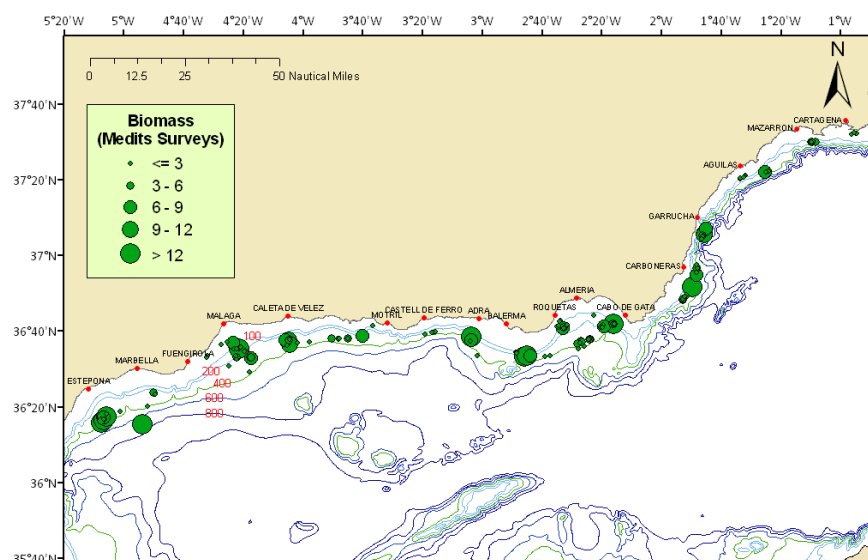 5°20'W 5°W 4°40'W 4°20'W 4°W 3°40'W 3°20'W 3°W 2°40'W 2°20'W 2°W 1°40'W 1°20'W 1°W
N
0 12.5 25 50 Nautical Miles
37°40'N
37°20'N
37°N
36°40'N
36°20'N
36°N
35°40'N
Biomass
(Medits Surveys)
<= 3
3 - 6
6 - 9
9 - 12
> 12
CARTAGENA
MAZARRON
AGUILAS
GARRUCHA
CARBONERAS
ALMERIA
ROQUETAS
CABO DE GATA
BALERMA
ADRA
CASTELL DE FERRO
MOTRIL
CALETA DE VELEZ
MALAGA
FUENGIROLA
MARBELLA
ESTEPONA
100
200
400
600
800